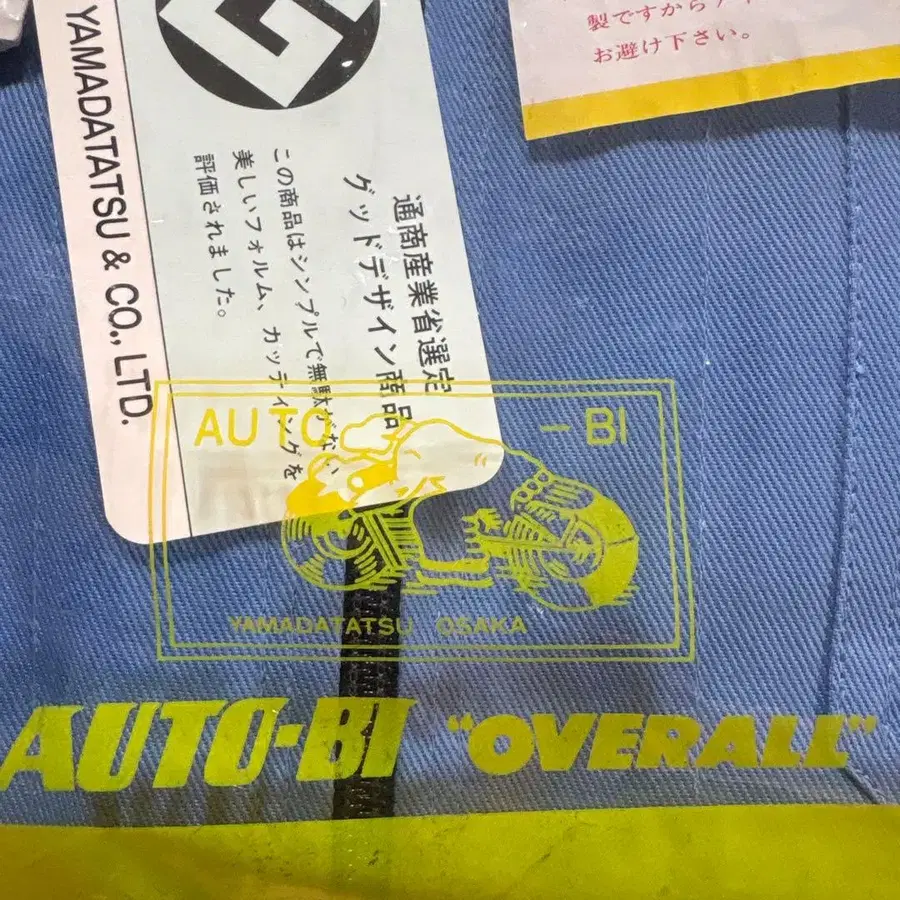 YAMADATATSU & CO., LTD.
通商産業省選定
グッドデザイン商品
この商品はシンプルで無駄がない
美しいフォルム、カッティングを
評価されました。
製ですからアイ
お避け下さい。
AUTO-BI
YAMADATATSU OSAKA
AUTO-BI "OVERALL"